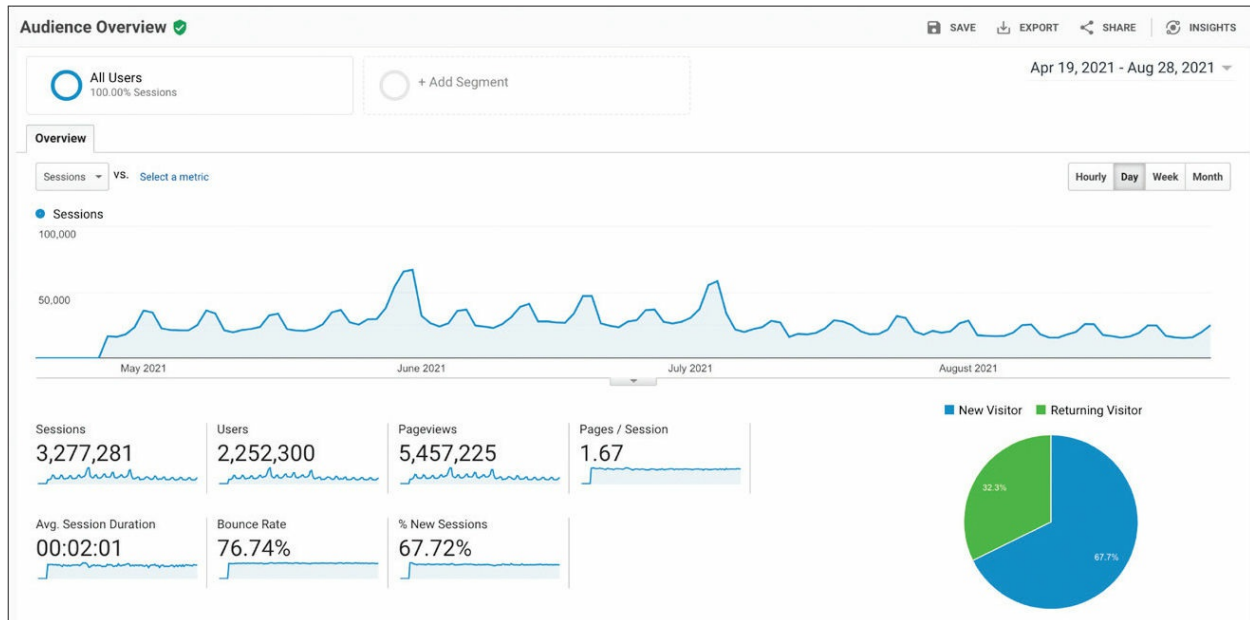 Audience Overview
SAVE
EXPORT
SHARE
INSIGHTS
All Users
100.00% Sessions
+ Add Segment
Apr 19, 2021 - Aug 28, 2021
Overview
Sessions
VS.
Select a metric
Hourly
Day
Week
Month
Sessions
100,000
50,000
May 2021
June 2021
July 2021
August 2021
New Visitor
Returning Visitor
Sessions
3,277,281
Users
2,252,300
Pageviews
5,457,225
Pages / Session
1.67
Avg. Session Duration
00:02:01
Bounce Rate
76.74%
% New Sessions
67.72%
32.3%
67.7%